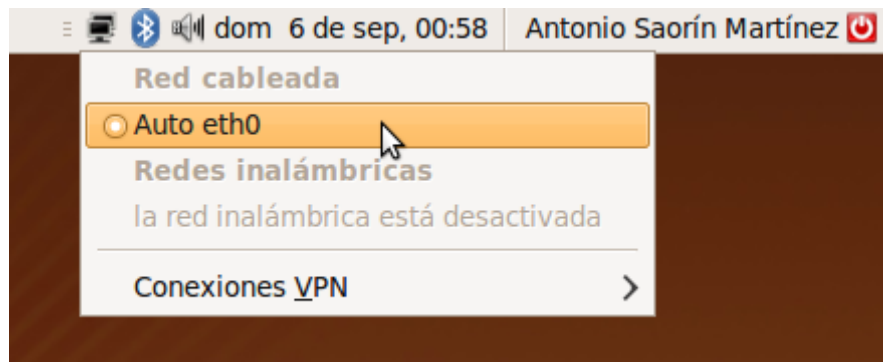 dom 6 de sep, 00:58 Antonio Saorín Martínez
Red cableada
Auto eth0
Redes inalámbricas
la red inalámbrica está desactivada
Conexiones VPN